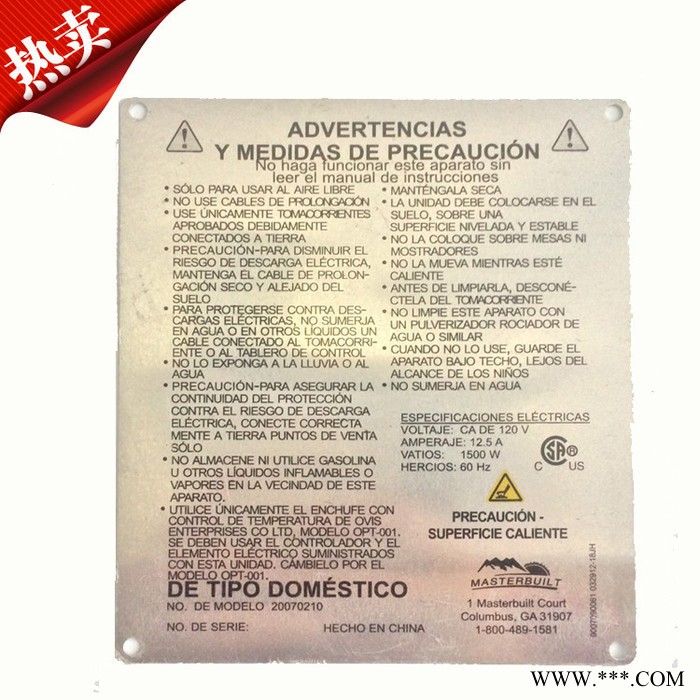 热卖
ADVERTENCIAS
Y MEDIDAS DE PRECAUCIÓN
No haga funcionar este aparato sin
leer el manual de instrucciones
• SÓLO PARA USAR AL AIRE LIBRE
• NO USE CABLES DE PROLONGACIÓN
• USE ÚNICAMENTE TOMACORRIENTES
APROBADOS DEBIDAMENTE
CONECTADOS A TIERRA
• PRECAUCIÓN-PARA DISMINUIR EL
RIESGO DE DESCARGA ELÉCTRICA,
MANTENGA EL CABLE DE PROLON-
GACIÓN SECO Y ALEJADO DEL
SUELO
• PARA PROTEGERSE CONTRA DES-
CARGAS ELÉCTRICAS, NO SUMERJA
EN AGUA O EN OTROS LÍQUIDOS UN
CABLE CONECTADO AL TOMACORRI-
ENTE O AL TABLERO DE CONTROL
• NO LO EXPONGA A LA LLUVIA O AL
AGUA
• PRECAUCIÓN-PARA ASEGURAR LA
CONTINUIDAD DEL PROTECCIÓN
CONTRA EL RIESGO DE DESCARGA
ELÉCTRICA, CONECTE CORRECTA
MENTE A TIERRA PUNTOS DE VENTA
SÓLO
• NO ALMACENE NI UTILICE GASOLINA
U OTROS LÍQUIDOS INFLAMABLES O
VAPORES EN LA VECINDAD DE ESTE
APARATO.
• UTILICE ÚNICAMENTE EL ENCHUFE CON
CONTROL DE TEMPERATURA DE OVIS
ENTERPRISES CO LTD, MODELO OPT-001.
SE DEBEN USAR EL CONTROLADOR Y EL
ELEMENTO ELÉCTRICO SUMINISTRADOS
CON ESTA UNIDAD. CÁMBIELO POR EL
MODELO OPT-001.
DE TIPO DOMÉSTICO
NO. DE MODELO 20070210
NO. DE SERIE: HECHO EN CHINA
• MANTÉNGALA SECA
• LA UNIDAD DEBE COLOCARSE EN EL
SUELO, SOBRE UNA
SUPERFICIE NIVELADA Y ESTABLE
• NO LA COLOQUE SOBRE MESAS NI
MOSTRADORES
• NO LA MUEVA MIENTRAS ESTÉ
CALIENTE
• ANTES DE LIMPIARLA, DESCONÉ-
CTELA DEL TOMACORRIENTE
• NO LIMPIE ESTE APARATO CON
UN PULVERIZADOR ROCIADOR DE
AGUA O SIMILAR
• CUANDO NO LO USE, GUARDE EL
APARATO BAJO TECHO, LEJOS DEL
ALCANCE DE LOS NIÑOS
• NO SUMERJA EN AGUA
ESPECIFICACIONES ELÉCTRICAS
VOLTAJE: CA DE 120 V
AMPERAJE: 12.5 A
VATIOS: 1500 W
HERCIOS: 60 Hz
C SA ® US
PRECAUCIÓN -
SUPERFICIE CALIENTE
MASTERBUILT
1 Masterbuilt Court
Columbus, GA 31907
1-800-489-1581
9007090061 032912-18JH
WWW.***.COM